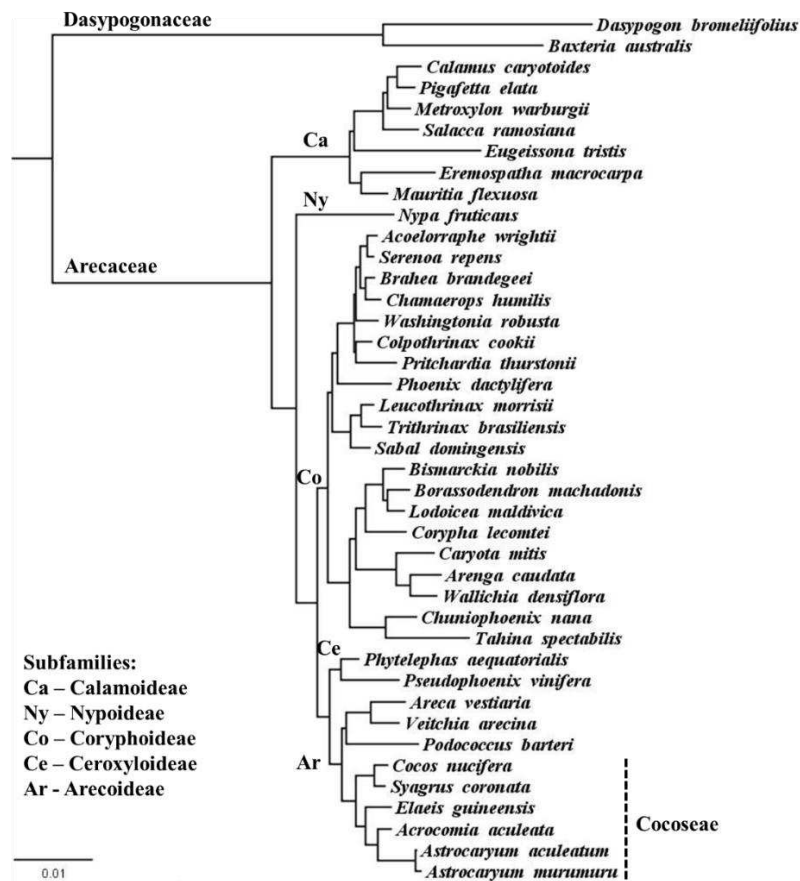 Dasypogonaceae
Dasypogon bromeliifolius
Baxteria australis
Calamus caryotoides
Pigafetta elata
Metroxylon warburgii
Salacca ramosiana
Ca
Eugeissona tristis
Eremospatha macrocarpa
Mauritia flexuosa
Ny
Nypa fruticans
Acoelorraphe wrightii
Serenoa repens
Arecaceae
Brahea brandegeei
Chamaerops humilis
Washingtonia robusta
Colpothrinax cookii
Pritchardia thurstonii
Phoenix dactylifera
Leucothrinax morrisii
Trithrinax brasiliensis
Sabal domingensis
Co
Bismarckia nobilis
Borassodendron machadonis
Lodoicea maldivica
Corypha lecomtei
Caryota mitis
Arenga caudata
Wallichia densiflora
Chuniophoenix nana
Tahina spectabilis
Ce
Phytelephas aequatorialis
Pseudophoenix vinifera
Areca vestiaria
Veitchia arecina
Podococcus barteri
Ar
Cocos nucifera
Syagrus coronata
Elaeis guineensis
Acrocomia aculeata
Astrocaryum aculeatum
Astrocaryum murumuru
Cocoseae
Subfamilies:
Ca – Calamoideae
Ny – Nypoideae
Co – Coryphoideae
Ce – Ceroxyloideae
Ar - Arecoideae
0.01